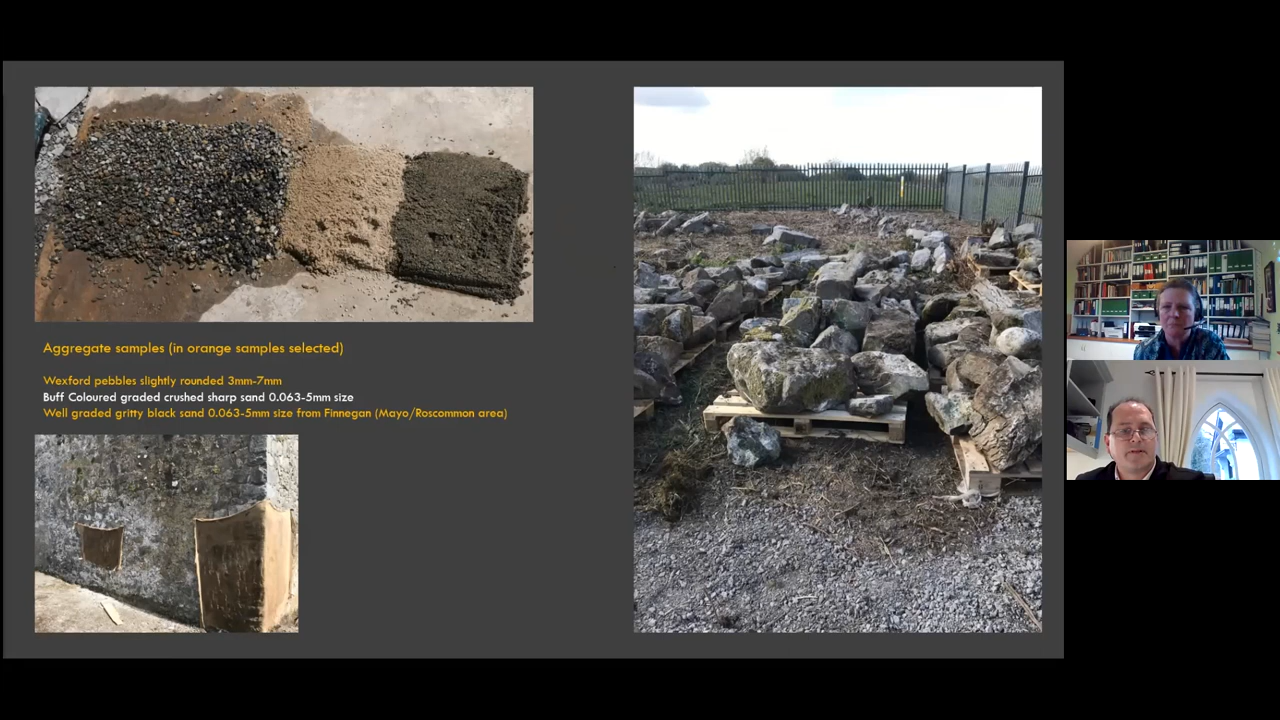 Aggregate samples (in orange samples selected)
Wexford pebbles slightly rounded 3mm-7mm
Buff Coloured graded crushed sharp sand 0.063-5mm size
Well graded gritty black sand 0.063-5mm size from Finnegan (Mayo/Roscommon area)